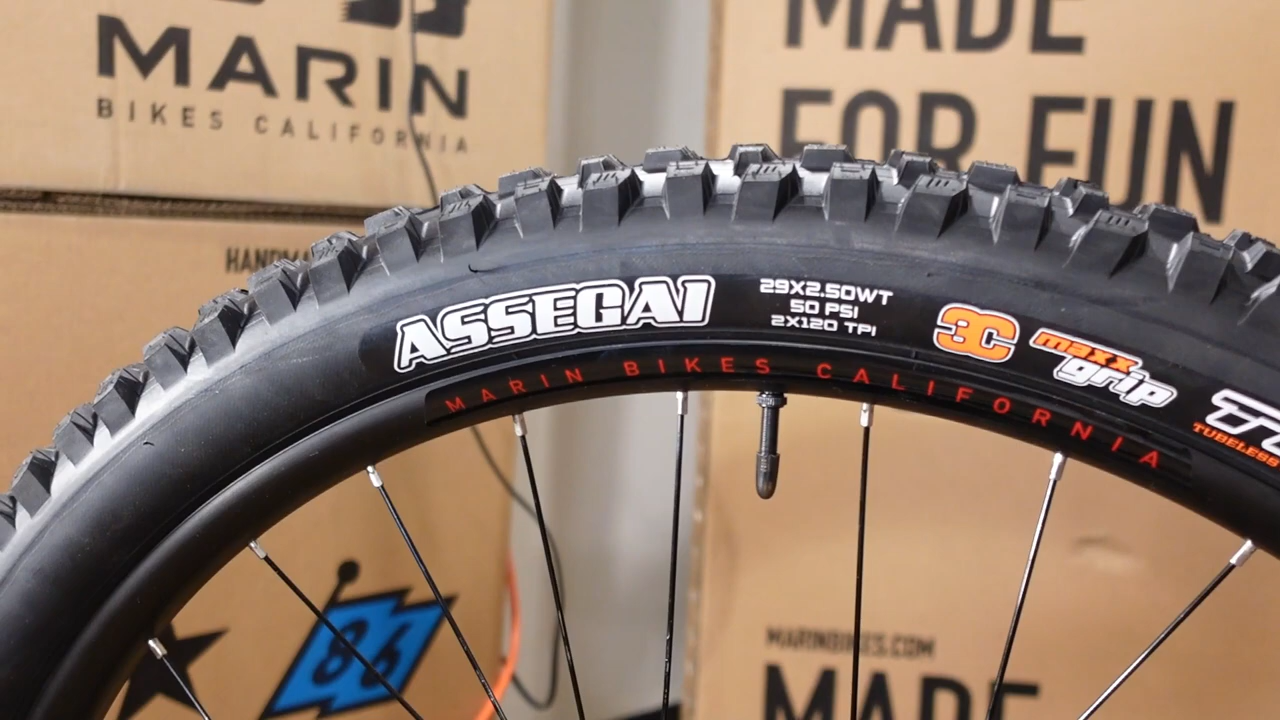 MARIN
BIKES CALIFORNIA
MADE
FOR FUN
ASSEGAI
29X2.50WT
50 PSI
2X120 TPI
3C
maxx
grip
TUBELESS
MARIN BIKES CALIFORNIA
86
MARINBIKES.COM
MADE